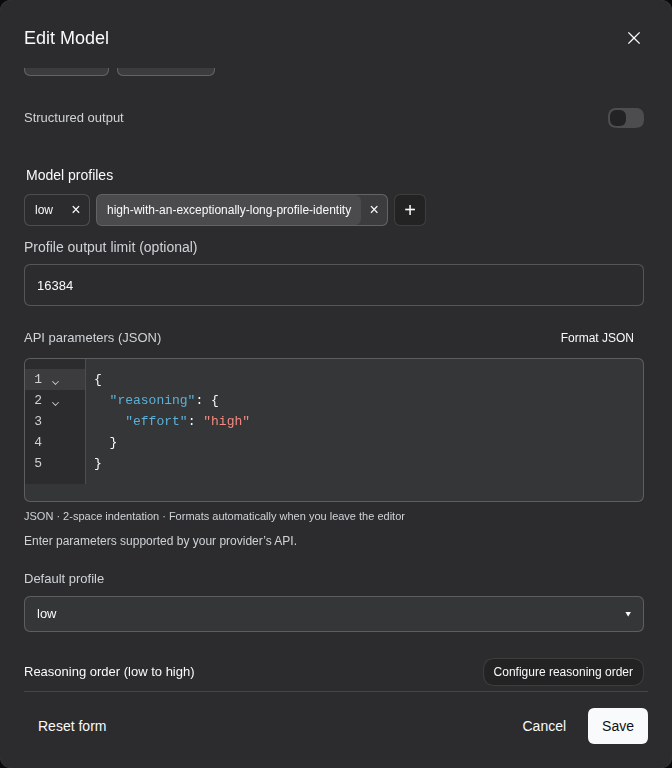 Edit Model
Structured output
Model profiles
low × high-with-an-exceptionally-long-profile-identity × +
Profile output limit (optional)
16384
API parameters (JSON) Format JSON
1 {
2 "reasoning": {
3 "effort": "high"
4 }
5 }
JSON · 2-space indentation · Formats automatically when you leave the editor
Enter parameters supported by your provider’s API.
Default profile
low
Reasoning order (low to high) Configure reasoning order
Reset form Cancel Save